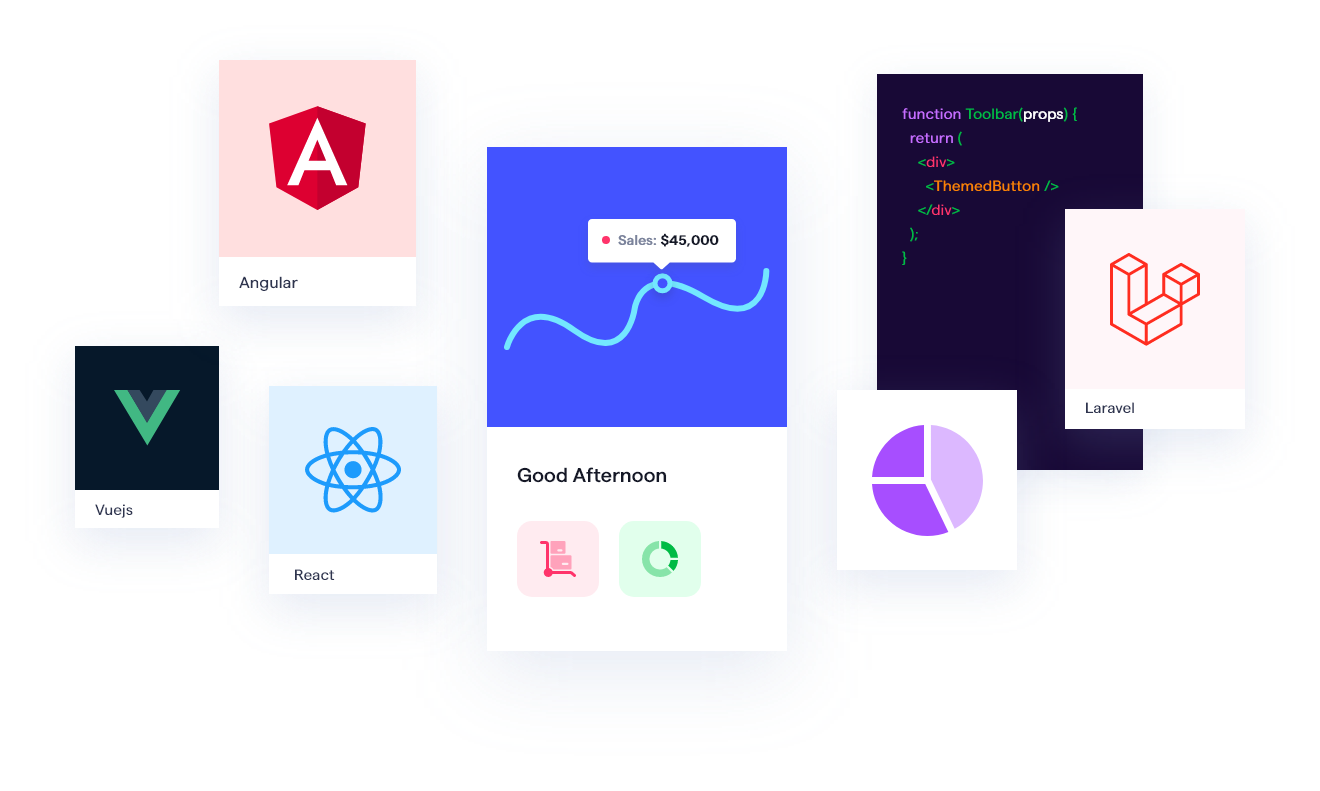 Angular
Vuejs
React
Sales: $45,000
Good Afternoon
function Toolbar(props) {
return (
<div>
<ThemedButton />
</div>
);
}
Laravel